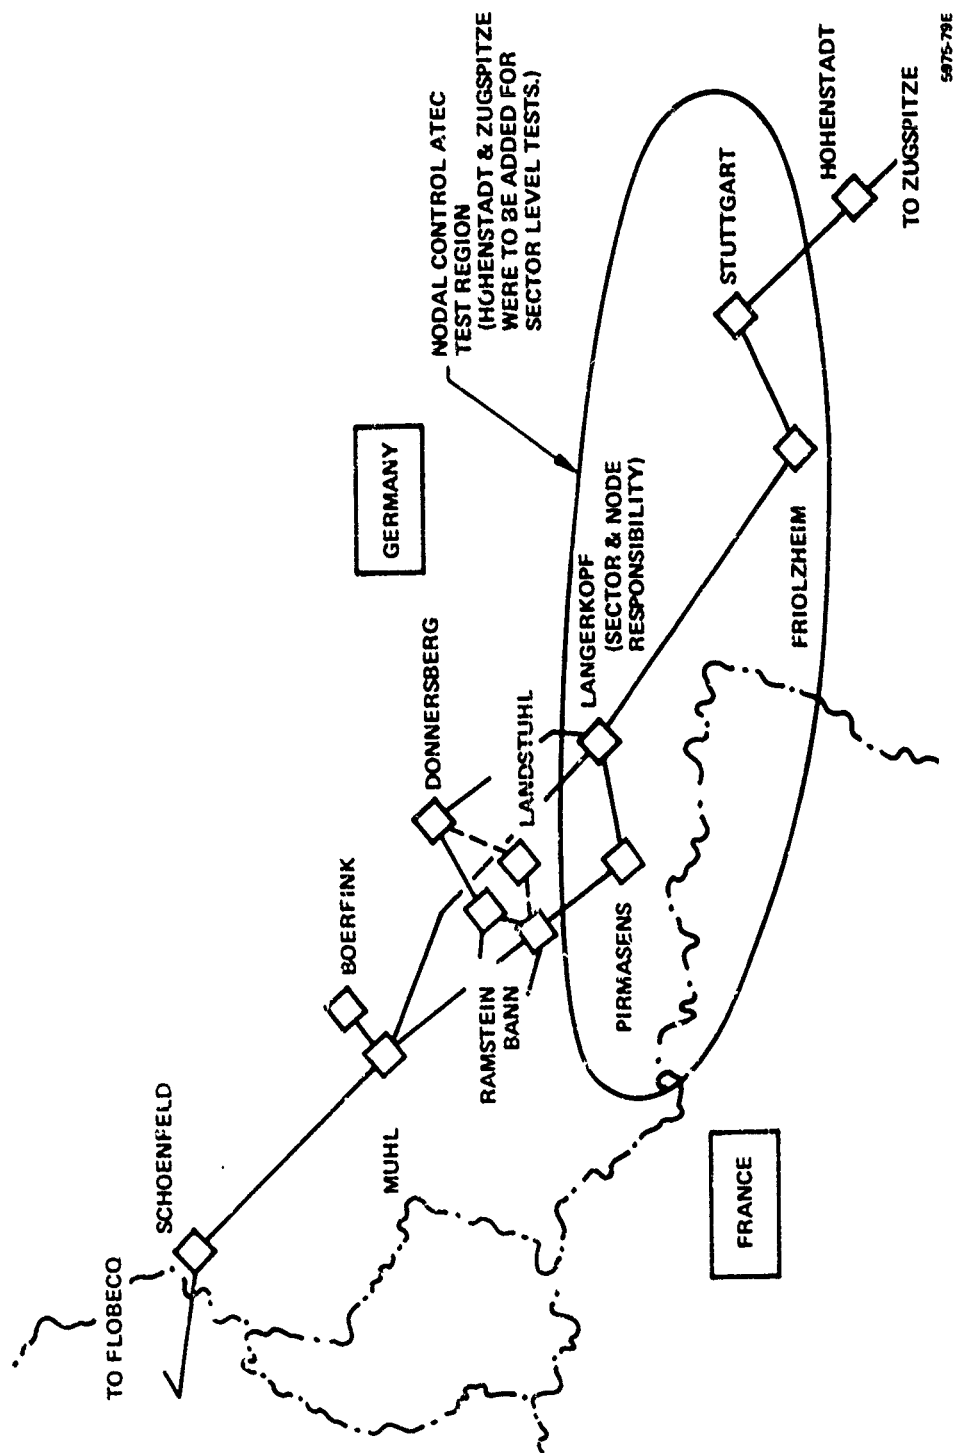 TO FLOBECQ
SCHOENFELD
MUHL
BOERFINK
DONNERSBERG
RAMSTEIN
BANN
LANDSTUHL
GERMANY
NODAL CONTROL ATEC
TEST REGION
(HOHENSTADT & ZUGSPITZE
WERE TO BE ADDED FOR
SECTOR LEVEL TESTS.)
LANGERKOPF
(SECTOR & NODE
RESPONSIBILITY)
PIRMASENS
FRIOLZHEIM
STUTTGART
HOHENSTADT
TO ZUGSPITZE
FRANCE
5975-79E